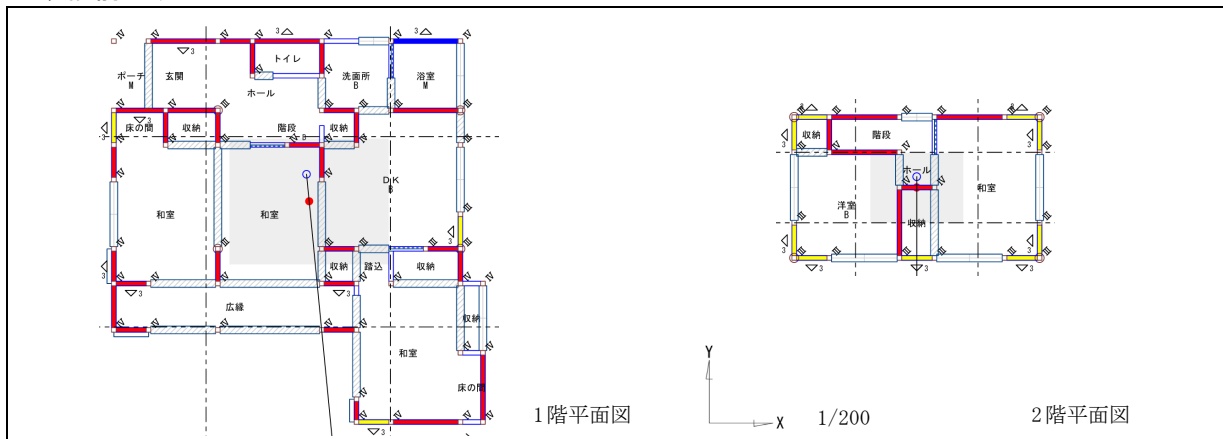 トイレ
ポーチ
M
玄関
洗面所
B
浴室
M
ホール
床の間
収納
階段
収納
B
DK
B
和室
和室
収納
踏込
収納
広縁
収納
和室
床の間
1階平面図
収納
階段
ホール
洋室
B
収納
和室
Y
X
1/200
2階平面図